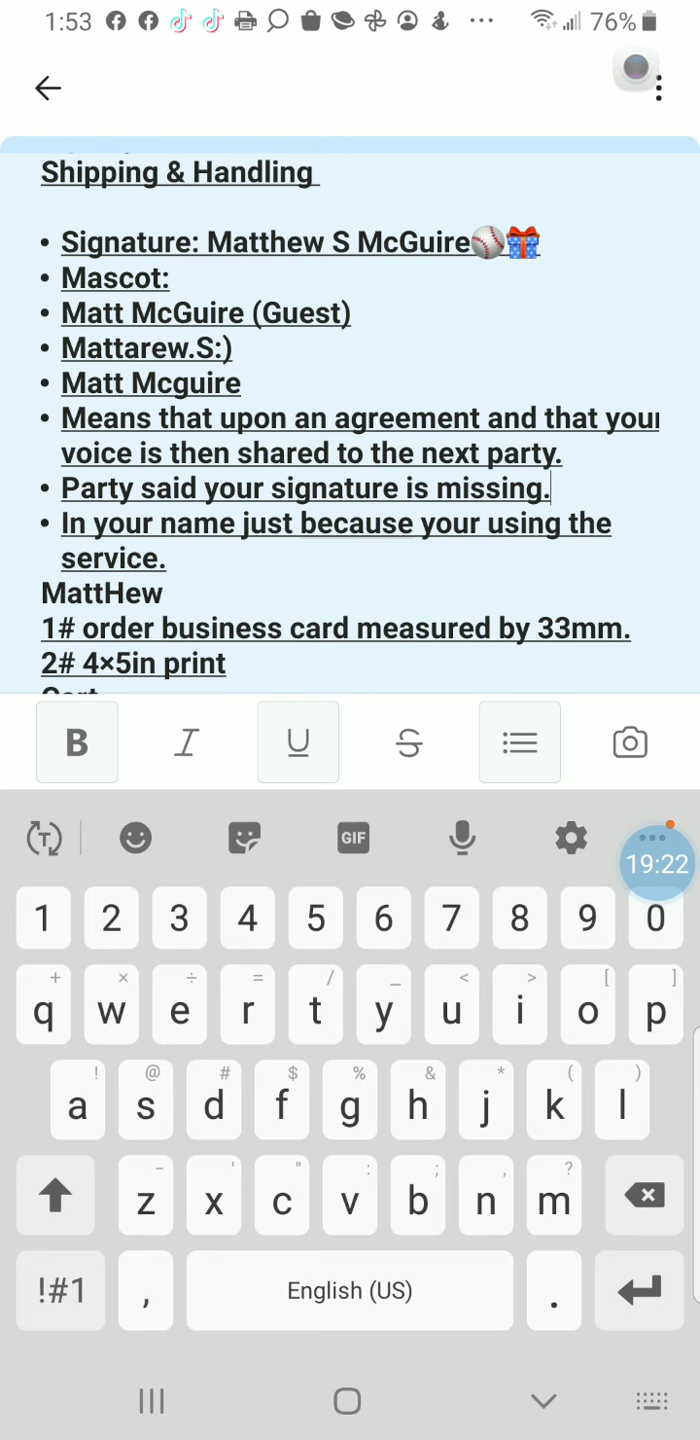 1:53 76%
Shipping & Handling
• Signature: Matthew S McGuire⚾🎁
• Mascot:
• Matt McGuire (Guest)
• Mattarew.S:)
• Matt Mcguire
• Means that upon an agreement and that your
voice is then shared to the next party.
• Party said your signature is missing.
• In your name just because your using the
service.
MattHew
1# order business card measured by 33mm.
2# 4×5in print
B I U S
T GIF
19:22
1 2 3 4 5 6 7 8 9 0
+ × ÷ = / _ < > [ ]
q w e r t y u i o p
! @ # $ % & * ( )
a s d f g h j k l
- ' " : ; , ?
z x c v b n m
!#1 , English (US) .